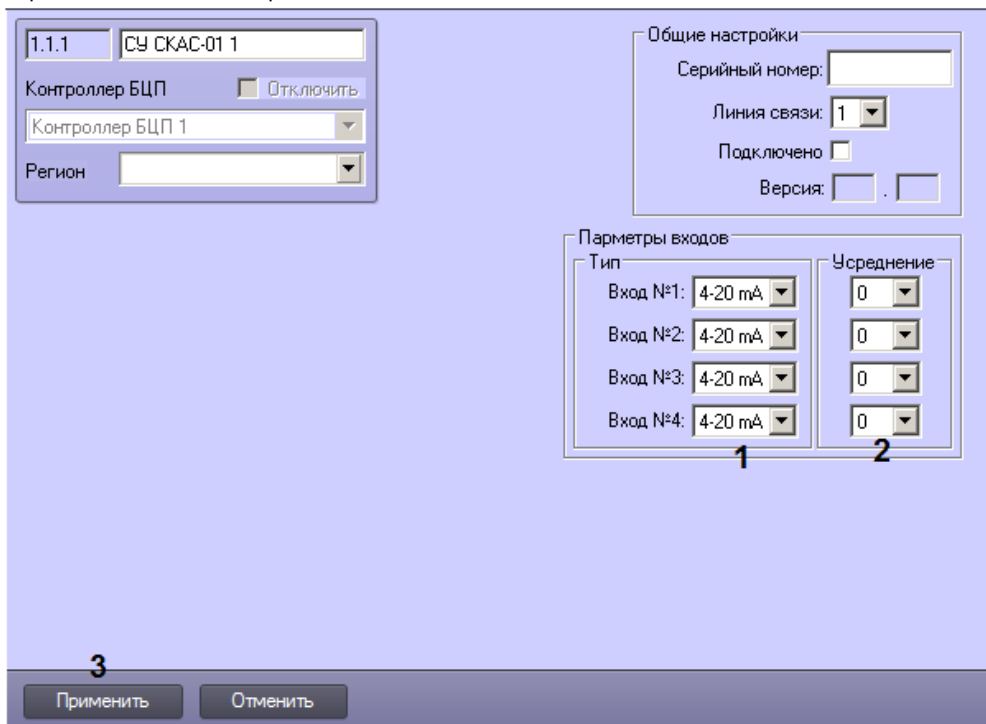 1.1.1 СУ СКАС-01 1
Контроллер БЦП Отключить
Контроллер БЦП 1
Регион
Общие настройки
Серийный номер:
Линия связи: 1
Подключено
Версия: .
Парметры входов
Тип Усреднение
Вход №1: 4-20 mA 0
Вход №2: 4-20 mA 0
Вход №3: 4-20 mA 0
Вход №4: 4-20 mA 0
1 2
3
Применить Отменить